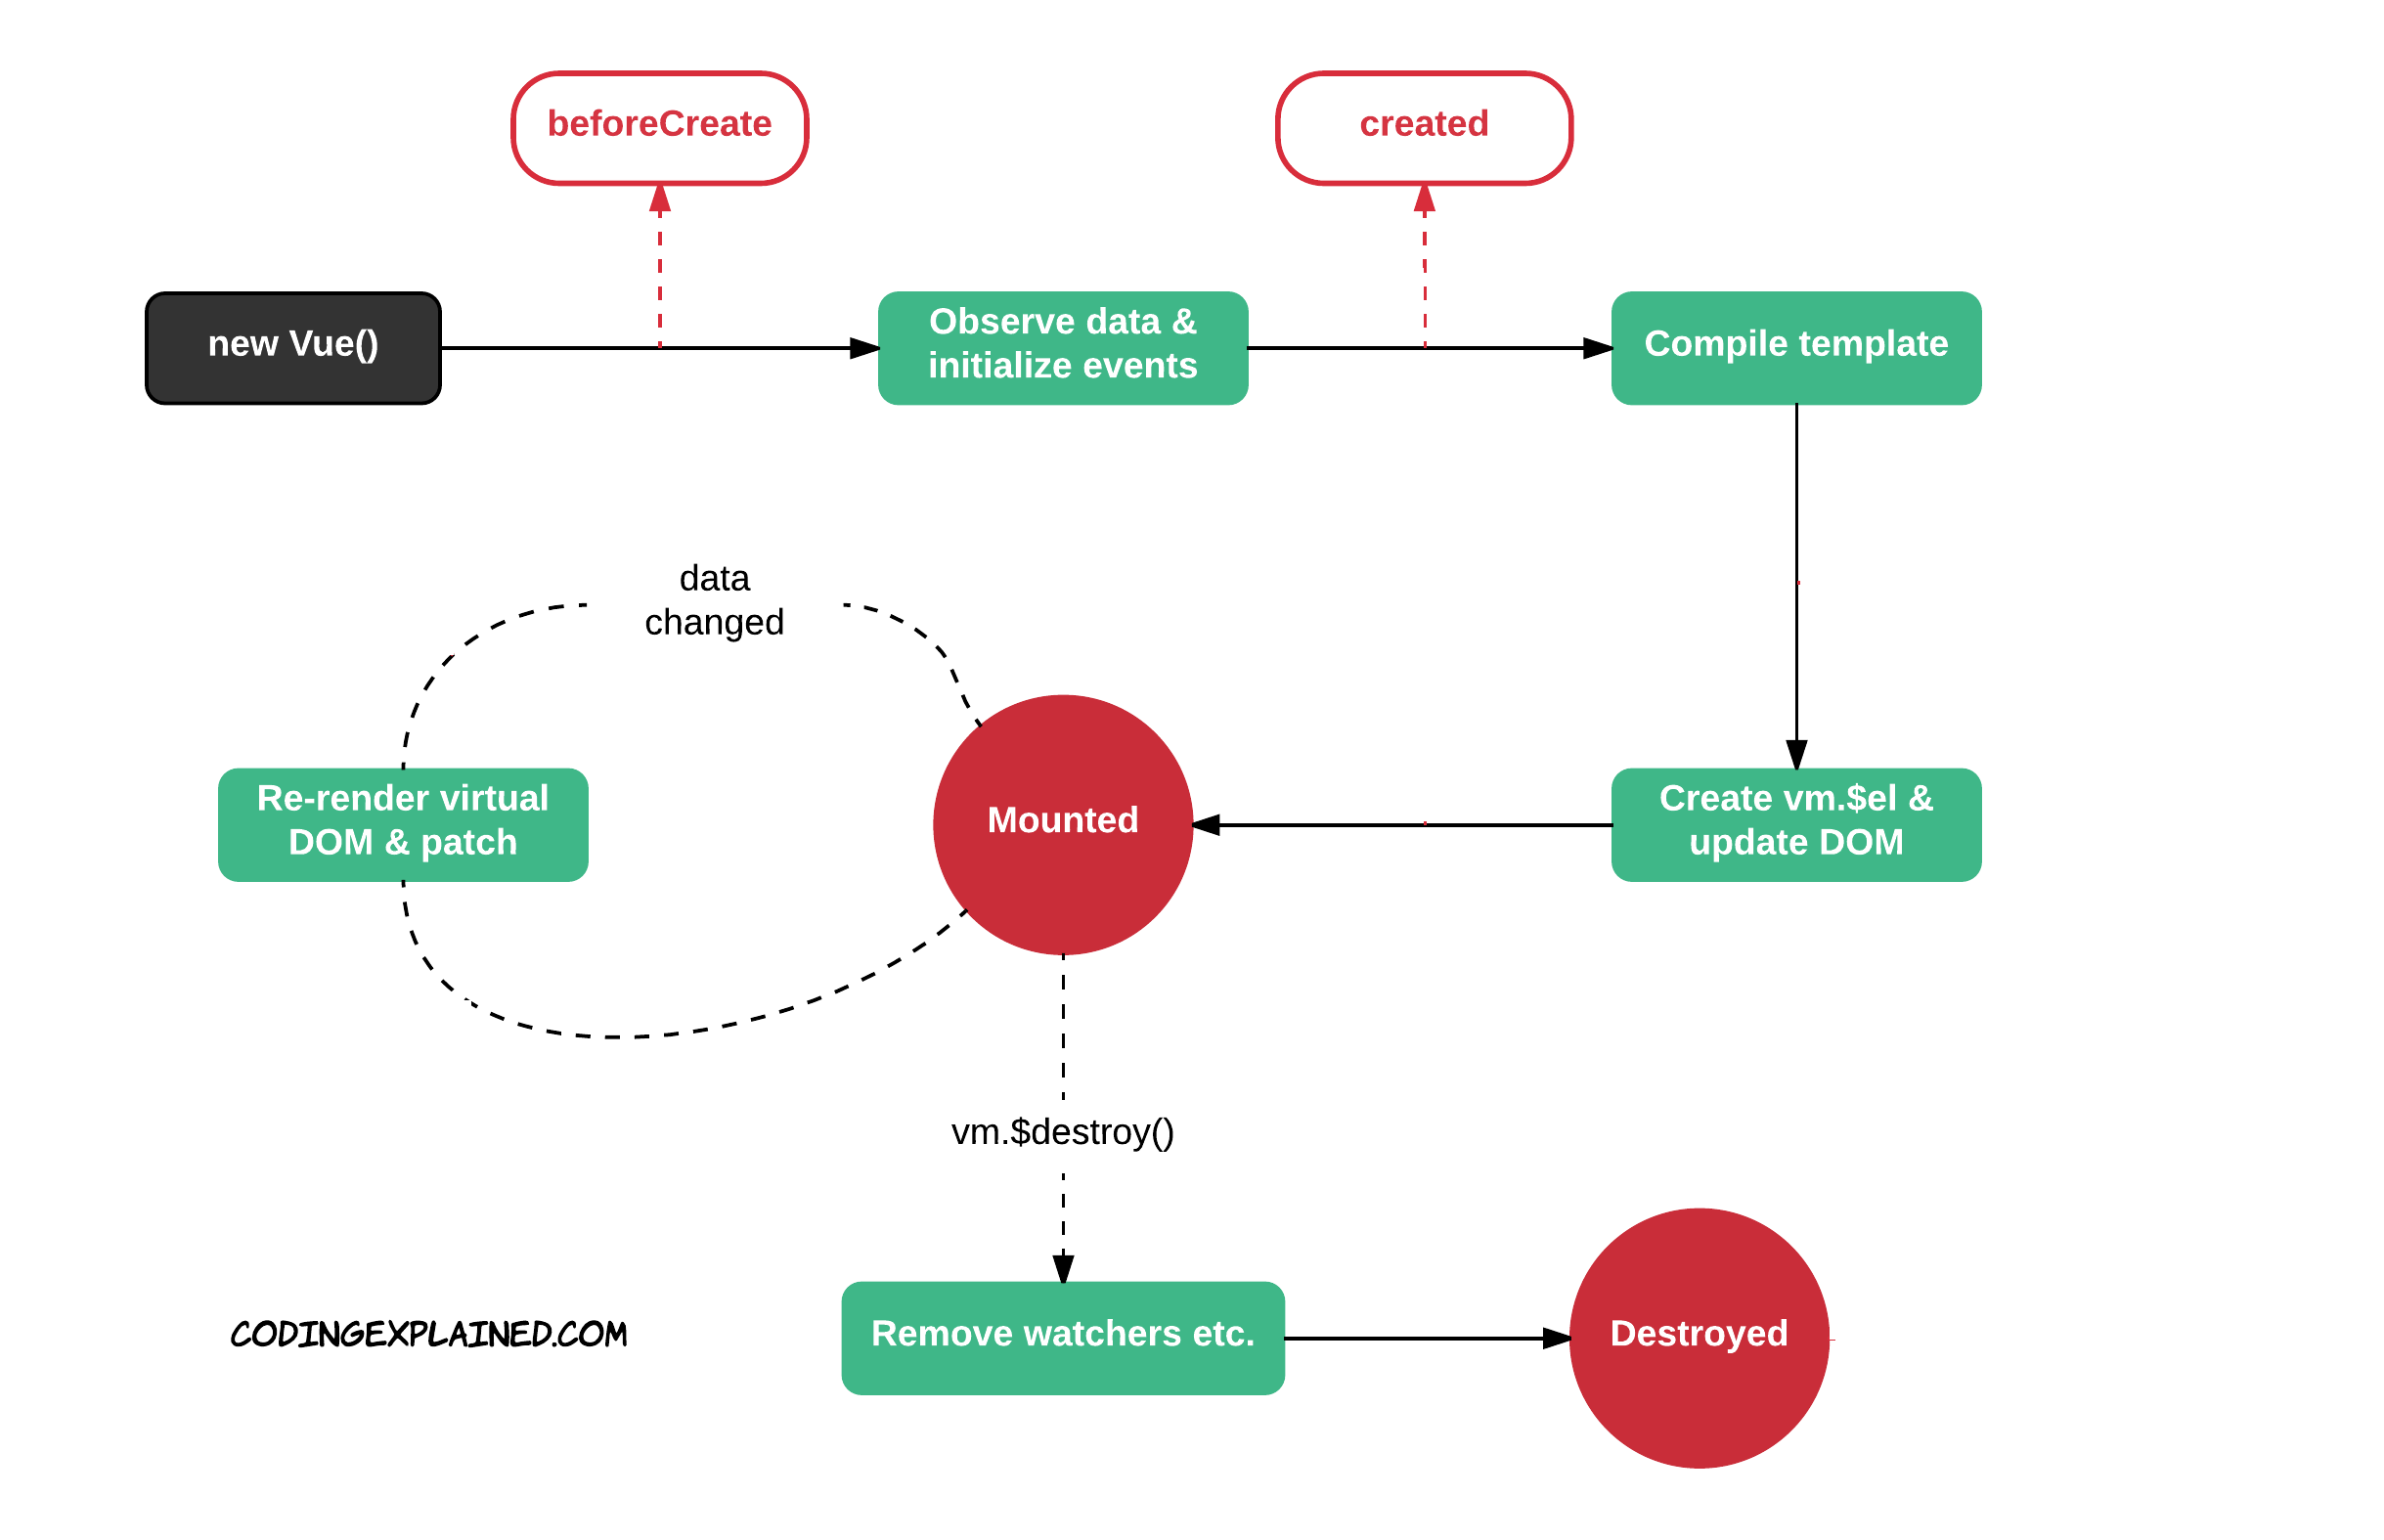 beforeCreate
created
new Vue()
Observe data &
initialize events
Compile template
data
changed
Re-render virtual
DOM & patch
Mounted
Create vm.$el &
update DOM
vm.$destroy()
Remove watchers etc.
Destroyed
CODINGEXPLAINED.COM